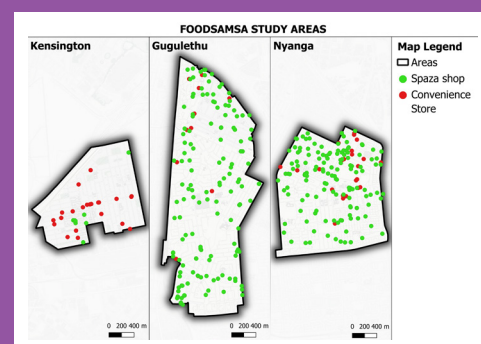 FOODSAMSA STUDY AREAS
Kensington
Gugulethu
Nyanga
Map Legend
Areas
Spaza shop
Convenience
Store
0 200 400 m
0 200 400 m
0 200 400 m